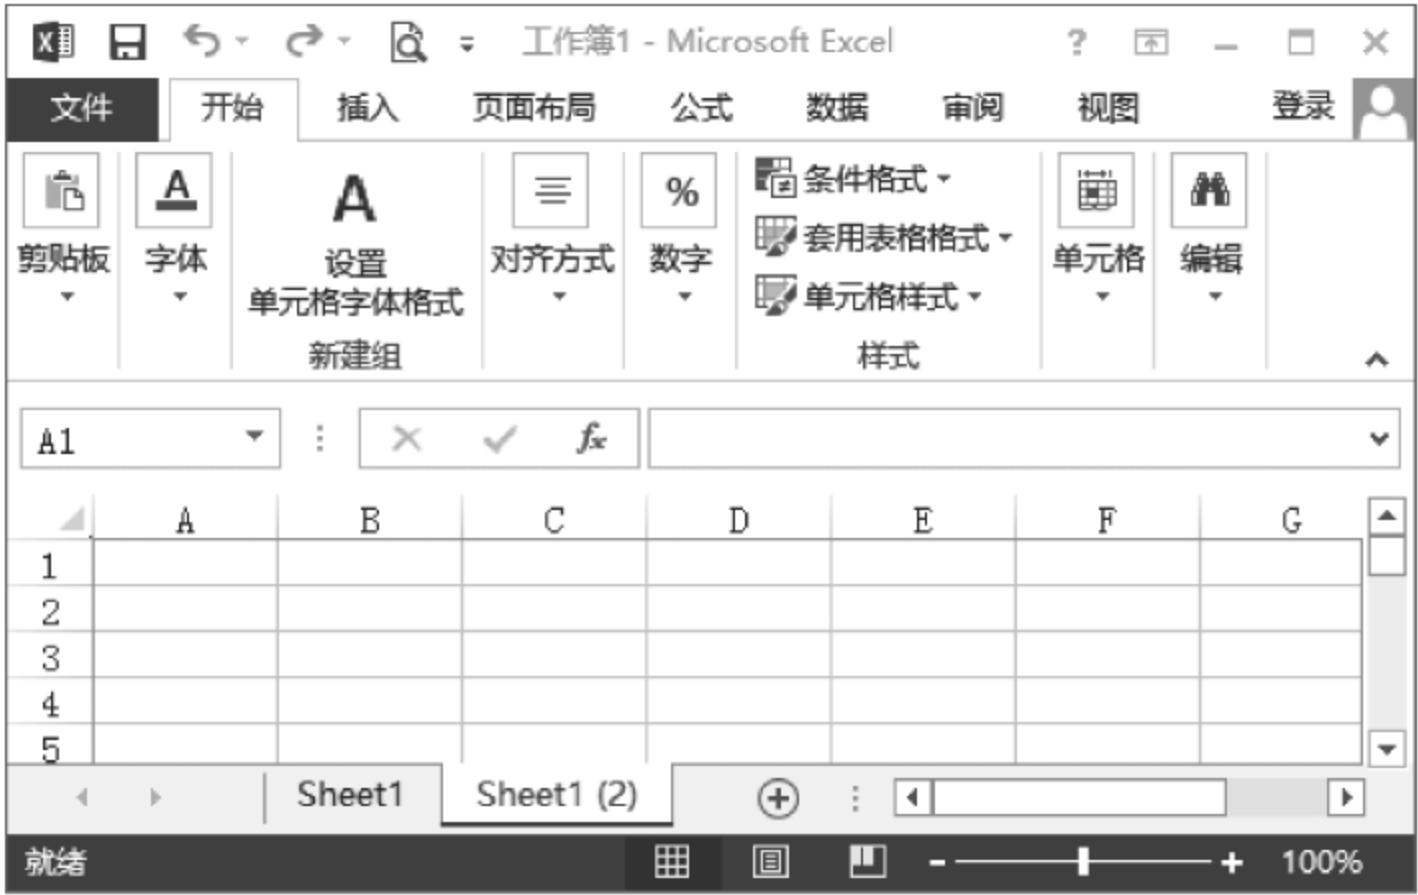 工作簿1 - Microsoft Excel ?
文件 开始 插入 页面布局 公式 数据 审阅 视图 登录
剪贴板
A
字体
A
设置
单元格字体格式
新建组
对齐方式
%
数字
条件格式
套用表格格式
单元格样式
样式
单元格
编辑
A1 fx
A B C D E F G
1
2
3
4
5
Sheet1 Sheet1 (2)
就绪 - + 100%